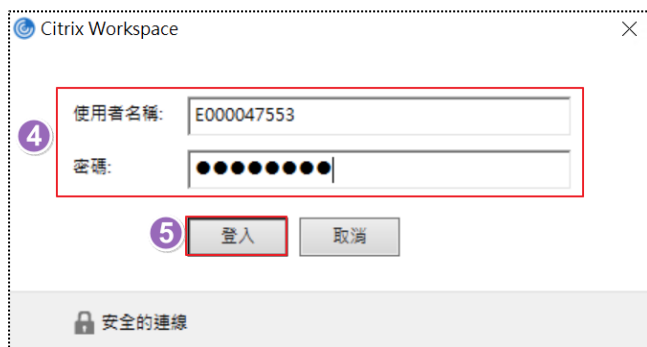 Citrix Workspace
4
使用者名稱: E000047553
密碼: ●●●●●●●●
5 登入 取消
安全的連線